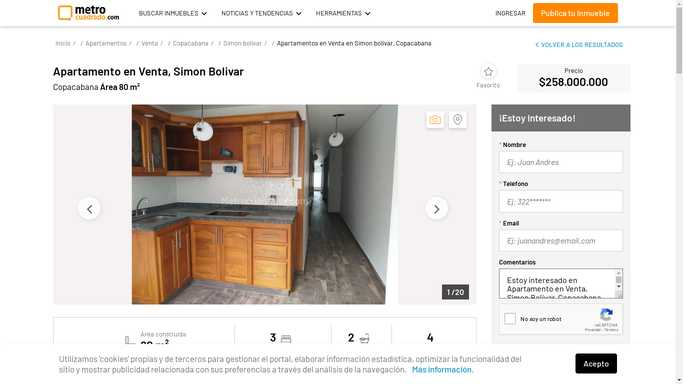 metro
cuadrado.com
BUSCAR INMUEBLES
NOTICIAS Y TENDENCIAS
HERRAMIENTAS
INGRESAR
Publica tu Inmueble
Inicio / / Apartamentos / / Venta / / Copacabana / / Simon bolivar / / Apartamentos en Venta en Simon bolivar, Copacabana
VOLVER A LOS RESULTADOS
Apartamento en Venta, Simon Bolivar
Copacabana Área 80 m²
Favorito
Precio
$258.000.000
1 / 20
¡Estoy Interesado!
* Nombre
Ej: Juan Andres
* Telefono
Ej: 322*******
* Email
Ej: juanandres@email.com
Comentarios
Estoy interesado en
Apartamento en Venta,
Simon Bolivar, Copacabana
No soy un robot
reCAPTCHA
Privacidad - Términos
Área construida
80 m²
3
2
4
Utilizamos 'cookies' propias y de terceros para gestionar el portal, elaborar información estadística, optimizar la funcionalidad del
sitio y mostrar publicidad relacionada con sus preferencias a través del análisis de la navegación. Más información.
Acepto